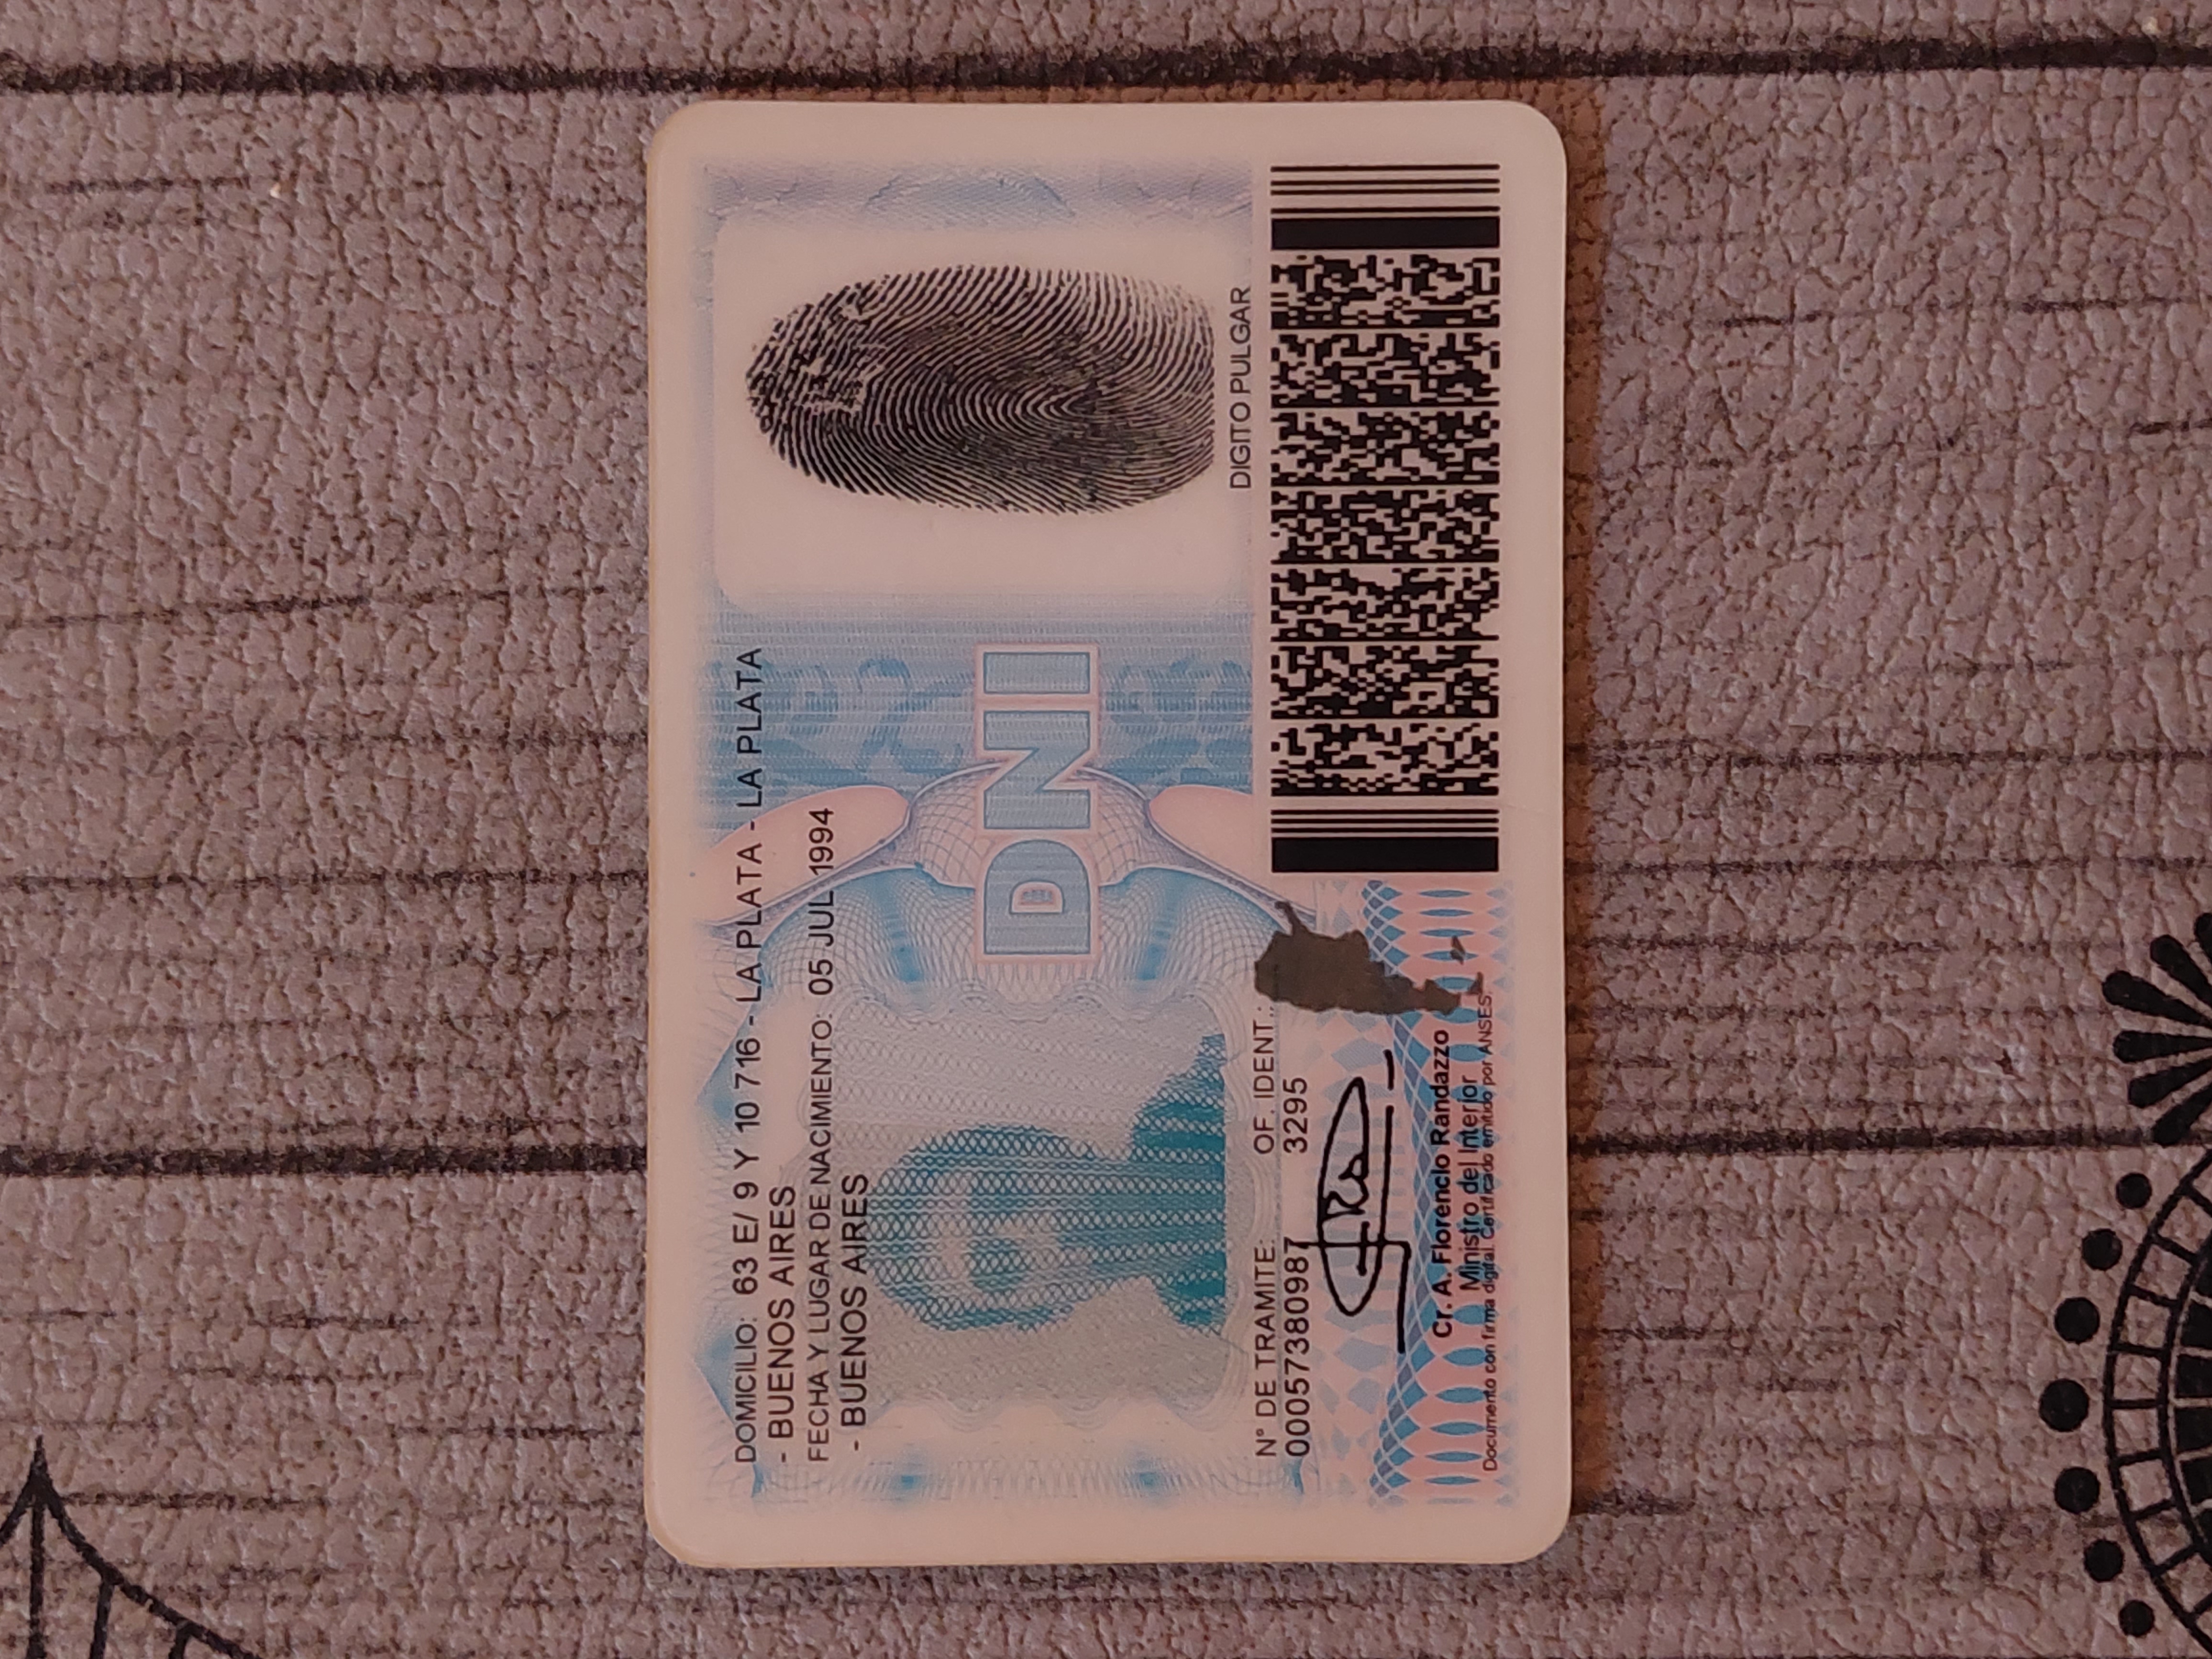 DOMICILIO: 63 E/ 9 Y 10 716 - LA PLATA - LA PLATA
- BUENOS AIRES
FECHA Y LUGAR DE NACIMIENTO: 05 JUL 1994
- BUENOS AIRES
DNI
DIGITO PULGAR
N° DE TRAMITE: OF. IDENT.:
00057380987 3295
Cr. A. Florencio Randazzo
Ministro del Interior
Documento con firma digital. Certificado emitido por ANSES.